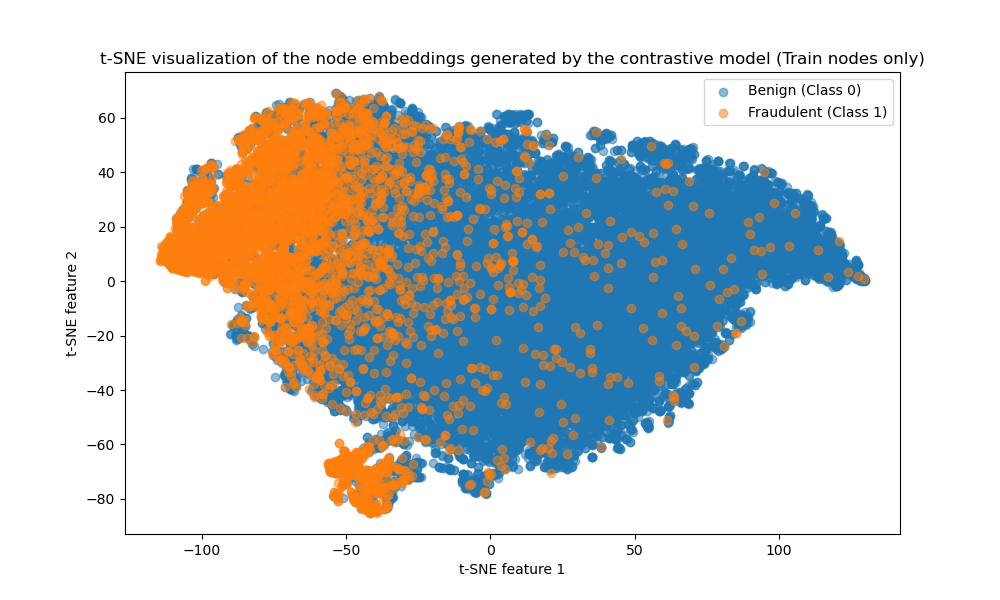 t-SNE visualization of the node embeddings generated by the contrastive model (Train nodes only)
Benign (Class 0)
Fraudulent (Class 1)
60
40
20
0
−20
−40
−60
−80
t-SNE feature 2
−100
−50
0
50
100
t-SNE feature 1